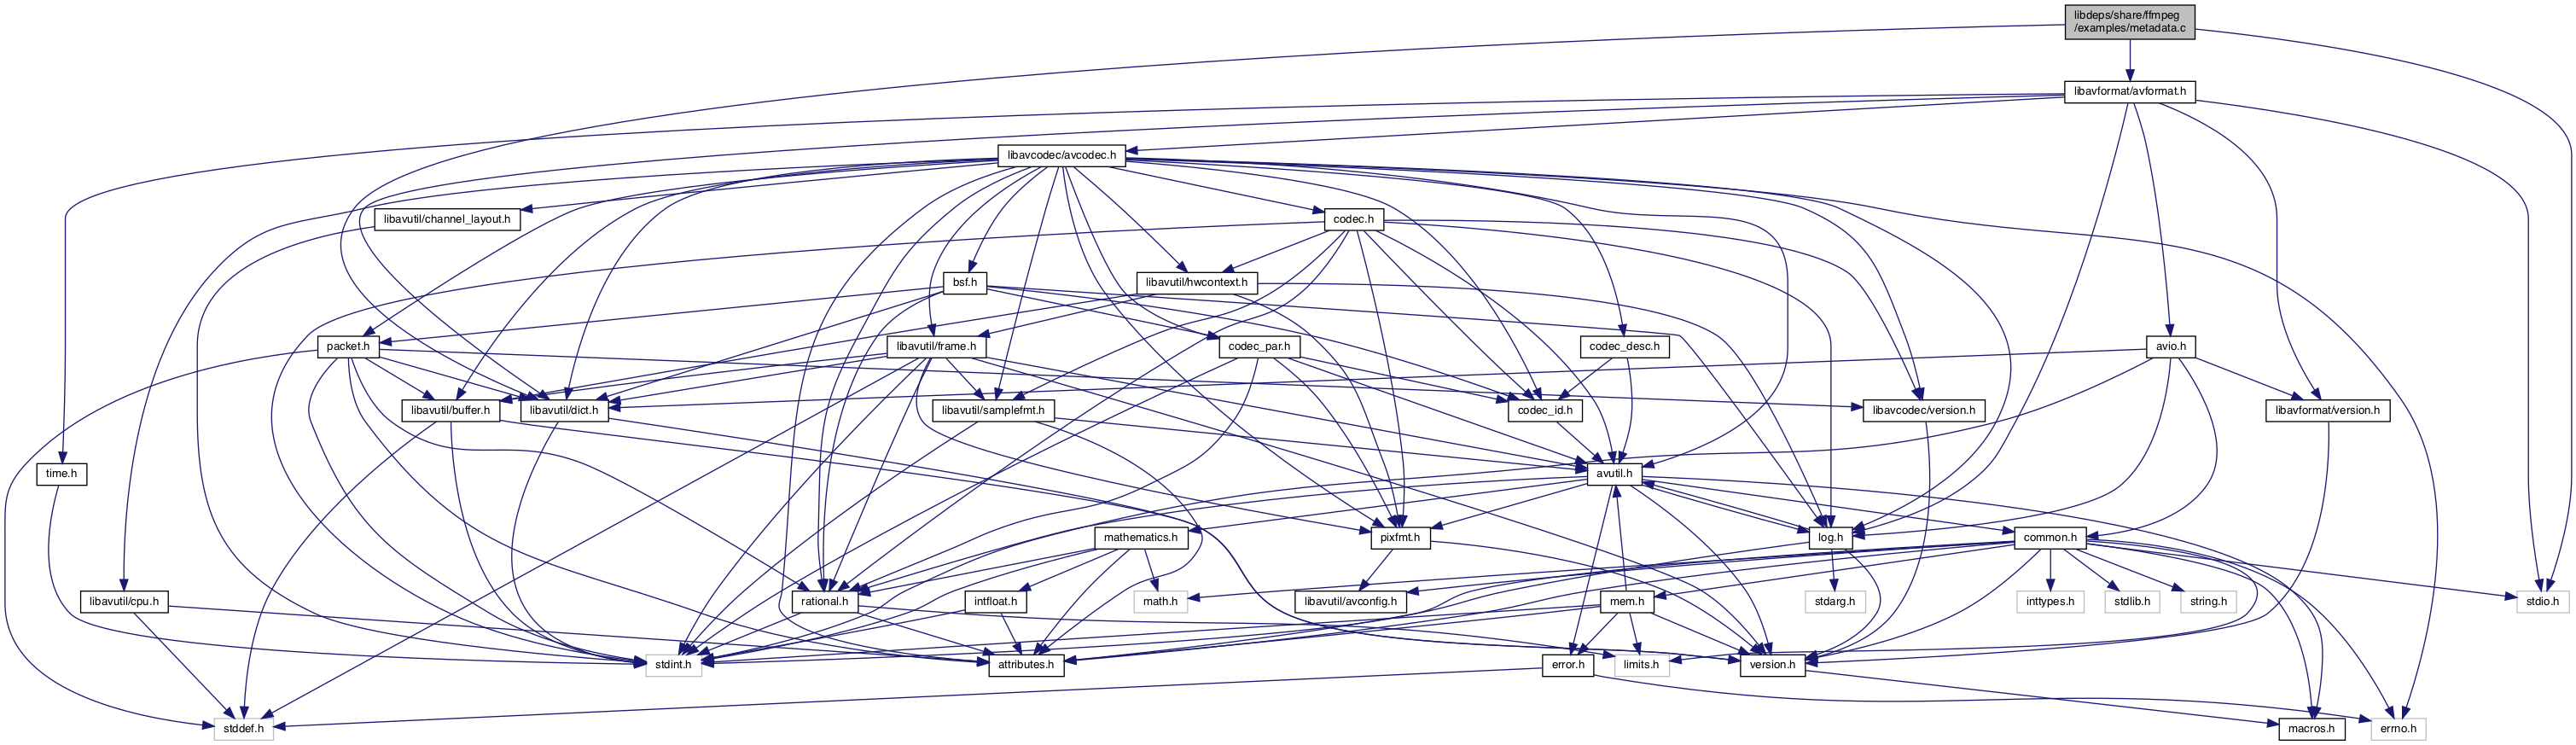 libdeps/share/ffmpeg
/examples/metadata.c
libavformat/avformat.h
libavcodec/avcodec.h
libavutil/channel_layout.h
codec.h
bsf.h
libavutil/hwcontext.h
packet.h
libavutil/frame.h
codec_par.h
codec_desc.h
avio.h
libavutil/buffer.h
libavutil/dict.h
libavutil/samplefmt.h
codec_id.h
libavcodec/version.h
libavformat/version.h
time.h
avutil.h
mathematics.h
pixfmt.h
log.h
common.h
libavutil/cpu.h
rational.h
intfloat.h
math.h
libavutil/avconfig.h
mem.h
stdarg.h
inttypes.h
stdlib.h
string.h
stdio.h
stdint.h
attributes.h
error.h
limits.h
version.h
stddef.h
macros.h
errno.h